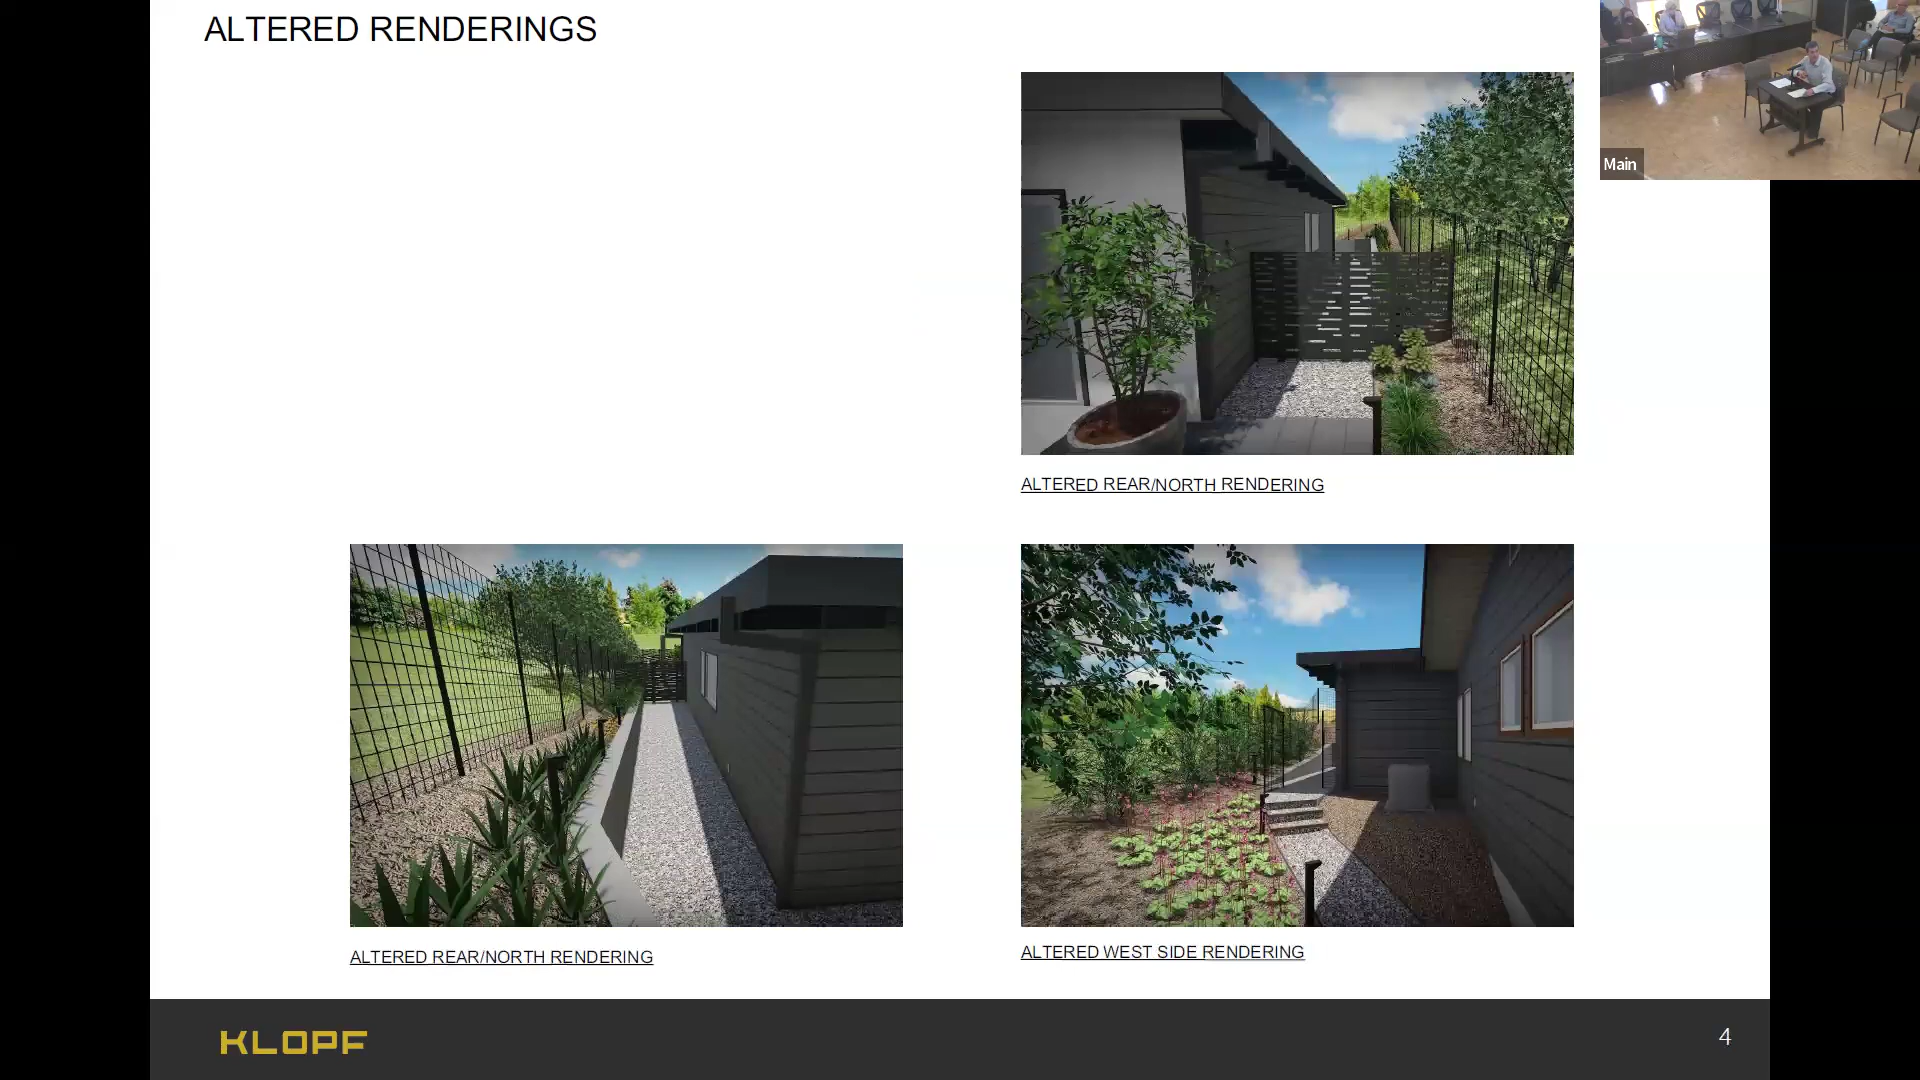 ALTERED RENDERINGS
Main
ALTERED REAR/NORTH RENDERING
ALTERED REAR/NORTH RENDERING
ALTERED WEST SIDE RENDERING
KLOPF
4